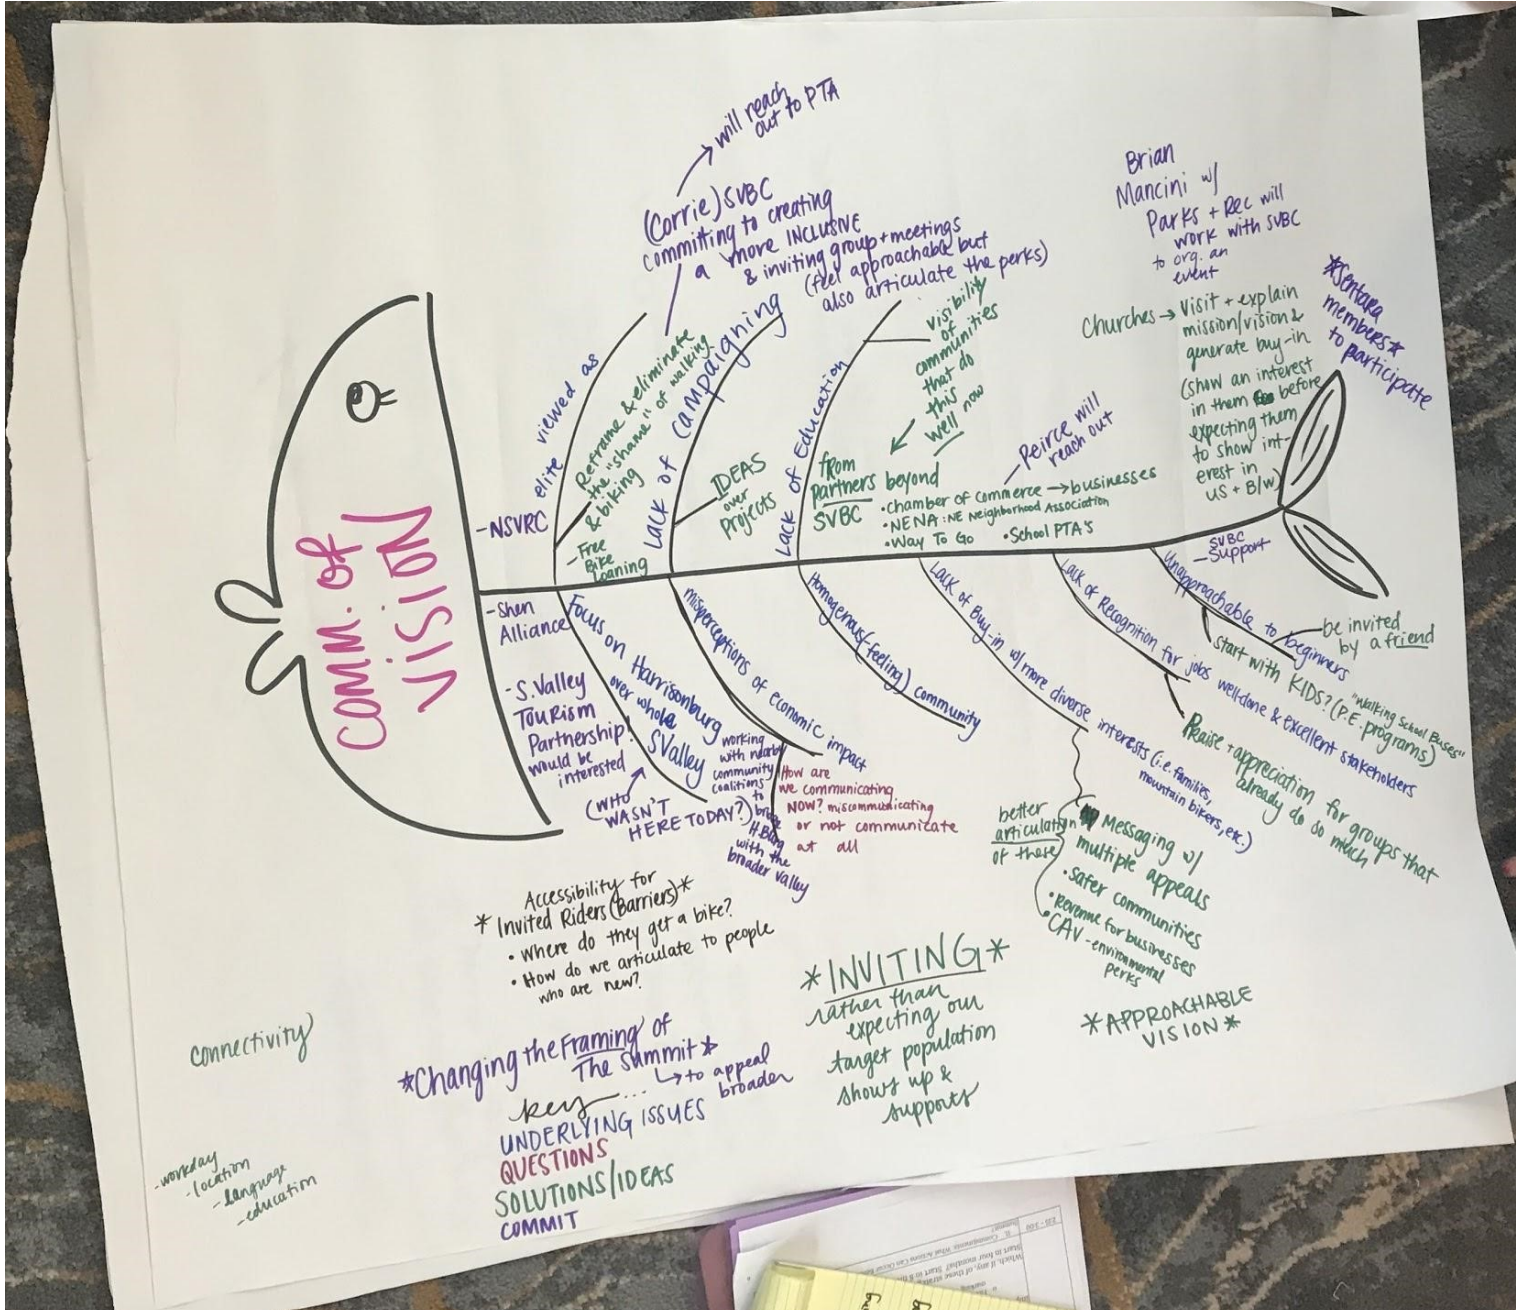 will reach
out to PTA
(Corrie) SVBC
committing to creating
a more INCLUSIVE
& inviting group + meetings
(feel approachable but
also articulate the perks)
Brian
Mancini w/
Parks + Rec will
work with SVBC
to org. an
event
*Sentara
members*
to participate
Churches → Visit + explain
mission/vision &
generate buy-in
(show an interest
in them before
expecting them
to show int-
erest in
us + B/w)
COMM. OF
VISION
viewed as
elite
Reframe & eliminate
the "shame" of walking
& biking
-Free
Bike
Loaning
-NSVRC
Lack of campaigning
IDEAS
over
Projects
Lack of Education
visibility
of
communities
that do
this
well now
from
partners beyond
SVBC
•chamber of commerce → businesses
•NENA: NE Neighborhood Association
•Way To Go
•School PTA's
Peirce will
reach out
SVBC
-Support
-Shen
Alliance
-S.Valley
Tourism
Partnership!
would be
interested
Focus on Harrisonburg
over whole
SValley
(WHO
WASN'T
HERE TODAY?)
misperceptions of economic impact
working
with nearby
community
coalitions
to
bridge
H.Burg
with the
broader valley
How are
we communicating
NOW? miscommunicating
or not communicate
at all
Homogenous (feeling) community
Lack of Buy-in w/ more diverse interests (i.e. families,
mountain bikers, etc.)
better
articulation
of these
Messaging w/
multiple appeals
•Safer communities
•Revenue for businesses
•CAV-environmental
perks
Lack of Recognition for jobs well done & excellent stakeholders
Praise + appreciation for groups that
already do so much
Unapproachable to beginners
be invited
by a friend
Start with KIDS? (P.E. programs)
"Walking School Buses"
Accessibility for
* Invited Riders (Barriers)*
• Where do they get a bike?
• How do we articulate to people
who are new?
*INVITING*
rather than
expecting our
target population
shows up &
supports
*APPROACHABLE
VISION*
connectivity
*Changing the Framing of
The Summit*
→ to appeal
broader
key...
UNDERLYING ISSUES
QUESTIONS
SOLUTIONS/IDEAS
COMMIT
-workday
-location
-language
-education